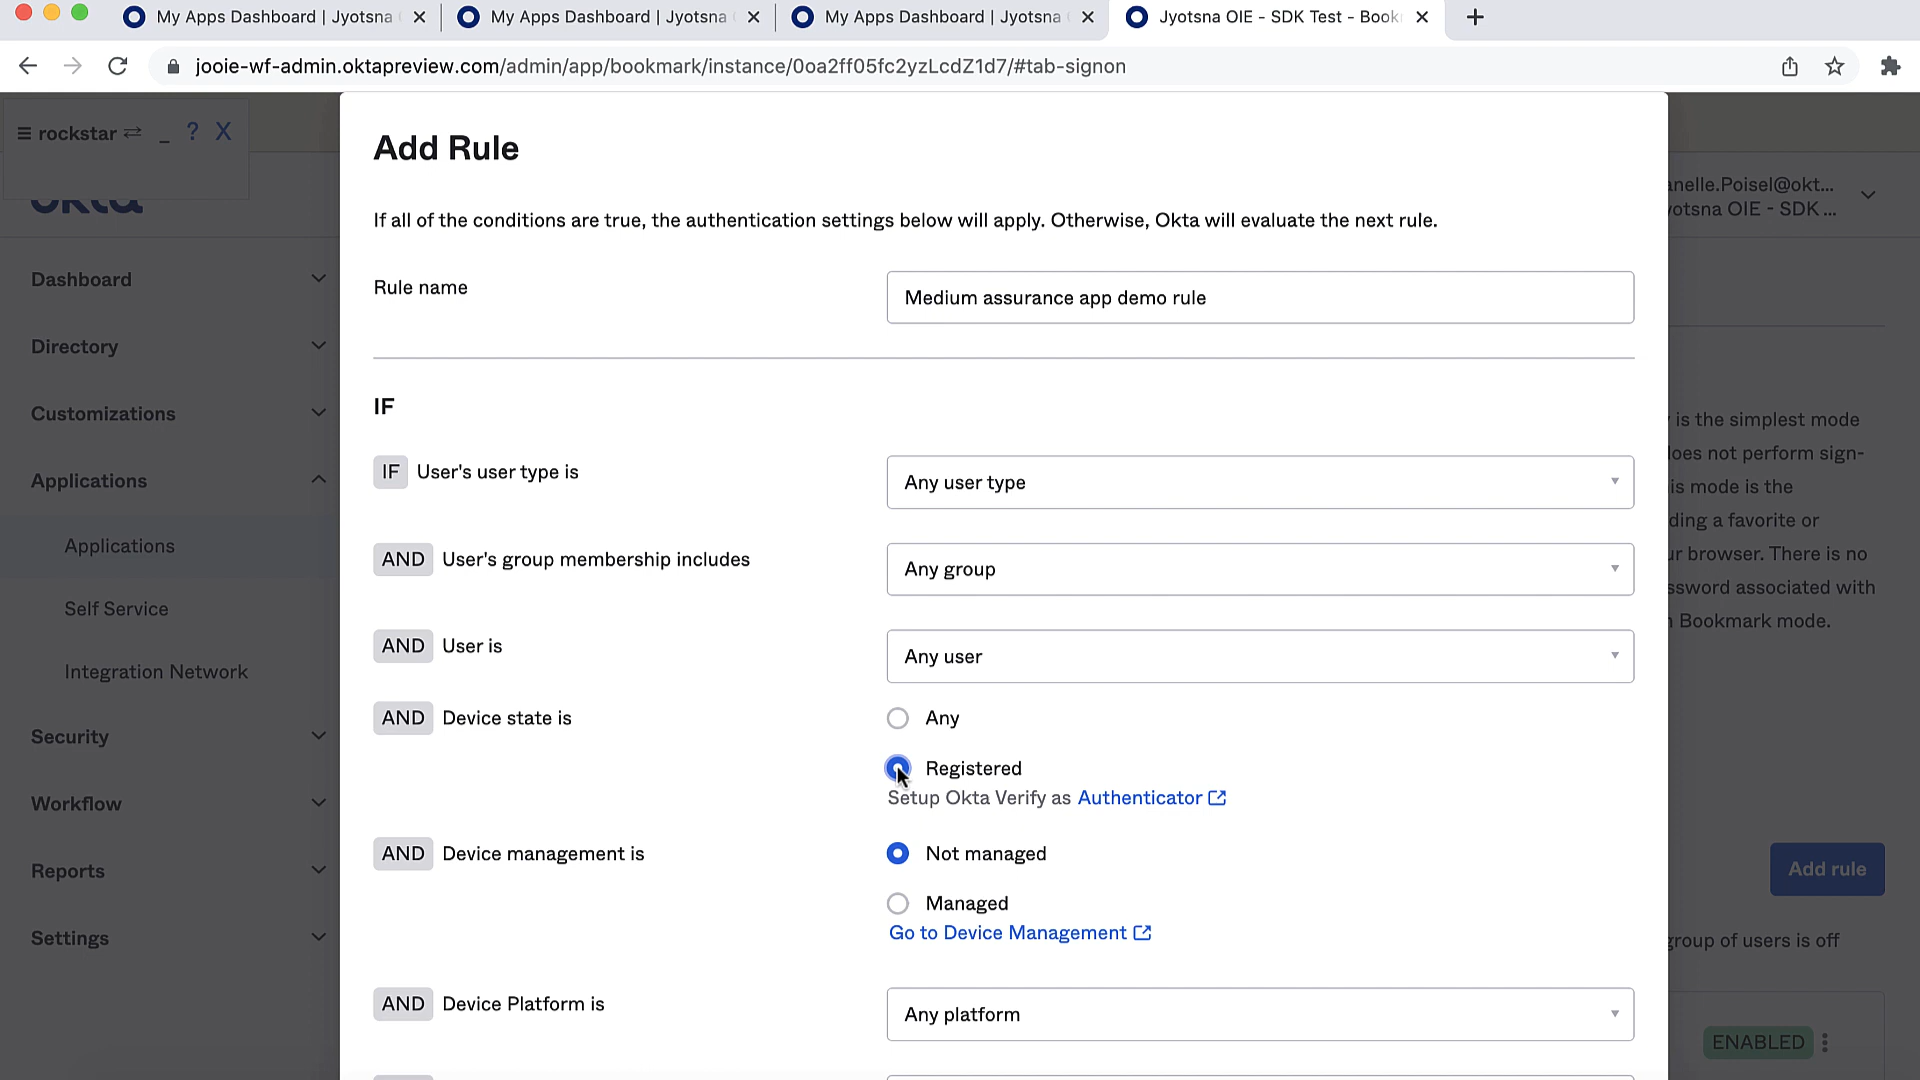 My Apps Dashboard | Jyotsna
My Apps Dashboard | Jyotsna
My Apps Dashboard | Jyotsna
Jyotsna OIE - SDK Test - Book
jooie-wf-admin.oktapreview.com/admin/app/bookmark/instance/0oa2ff05fc2yzLcdZ1d7/#tab-signon
rockstar _ ? X
okta
anelle.Poisel@okt...
yotsna OIE - SDK ...
Dashboard
Directory
Customizations
Applications
Applications
Self Service
Integration Network
Security
Workflow
Reports
Settings
Add Rule
If all of the conditions are true, the authentication settings below will apply. Otherwise, Okta will evaluate the next rule.
Rule name
Medium assurance app demo rule
IF
IF User's user type is
Any user type
AND User's group membership includes
Any group
AND User is
Any user
AND Device state is
Any
Registered
Setup Okta Verify as Authenticator
AND Device management is
Not managed
Managed
Go to Device Management
AND Device Platform is
Any platform
is the simplest mode
oes not perform sign-
is mode is the
ding a favorite or
ur browser. There is no
ssword associated with
Bookmark mode.
Add rule
group of users is off
ENABLED